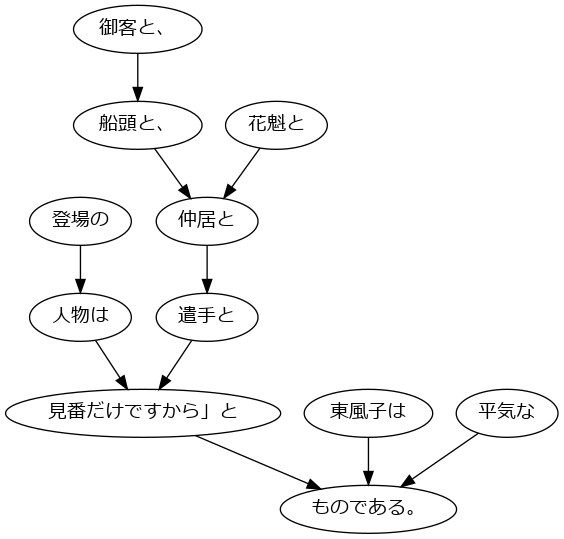 御客と、
船頭と、
花魁と
登場の
仲居と
人物は
遣手と
見番だけですから」と
東風子は
平気な
ものである。